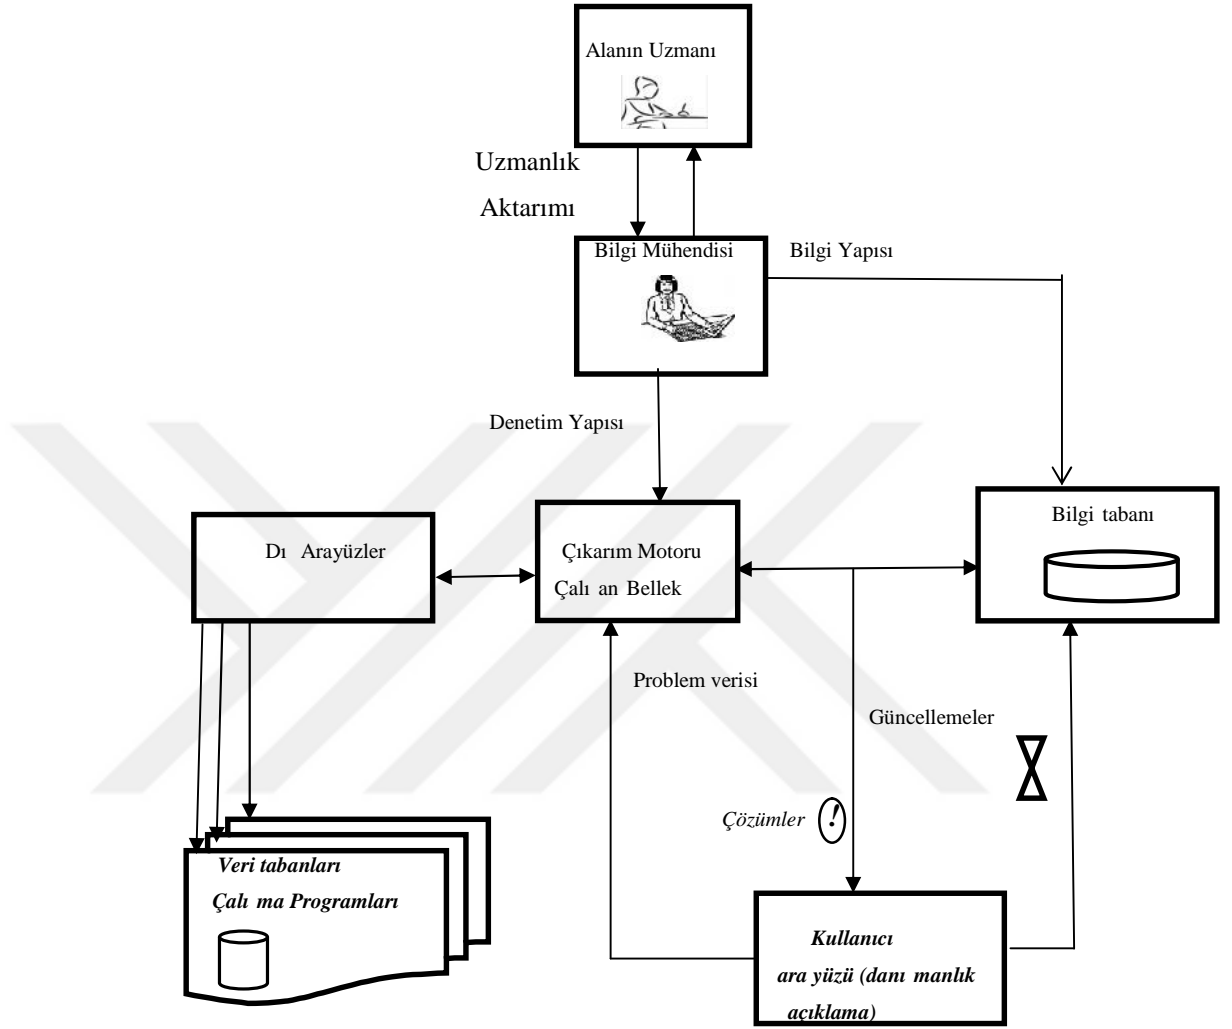 Alanın Uzmanı
Uzmanlık
Aktarımı
Bilgi Mühendisi
Bilgi Yapısı
Denetim Yapısı
Dı Arayüzler
Çıkarım Motoru
Çalı an Bellek
Bilgi tabanı
Problem verisi
Güncellemeler
Çözümler !
Veri tabanları
Çalı ma Programları
Kullanıcı
ara yüzü (danı manlık
açıklama)